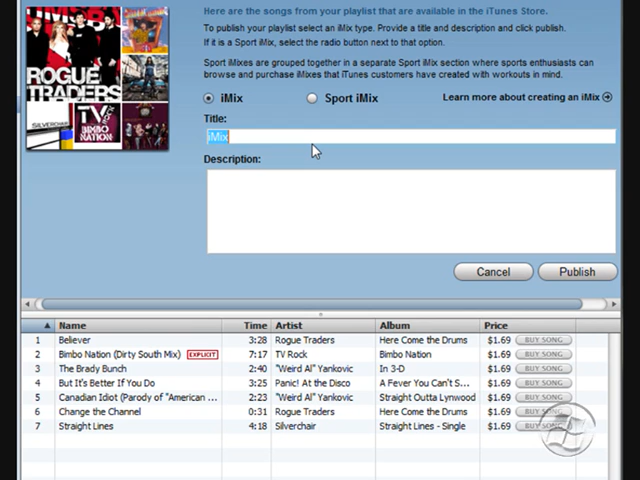 Here are the songs from your playlist that are available in the iTunes Store.
To publish your playlist select an iMix type. Provide a title and description and click publish.
If it is a Sport iMix, select the radio button next to that option.
Sport iMixes are grouped together in a separate Sport iMix section where sports enthusiasts can
browse and purchase iMixes that iTunes customers have created with workouts in mind.
iMix Sport iMix Learn more about creating an iMix
Title:
iMix
Description:
Cancel Publish
ROGUE
TRADERS
SILVERCHAIR
TV
ROCK
BIMBO
NATION
Name Time Artist Album Price
1 Believer 3:28 Rogue Traders Here Come the Drums $1.69 BUY SONG
2 Bimbo Nation (Dirty South Mix) EXPLICIT 7:17 TV Rock Bimbo Nation $1.69 BUY SONG
3 The Brady Bunch 2:40 "Weird Al" Yankovic In 3-D $1.69 BUY SONG
4 But It's Better If You Do 3:25 Panic! At the Disco A Fever You Can't S... $1.69 BUY SONG
5 Canadian Idiot (Parody of "American ... 2:23 "Weird Al" Yankovic Straight Outta Lynwood $1.69 BUY SONG
6 Change the Channel 0:31 Rogue Traders Here Come the Drums $1.69 BUY SONG
7 Straight Lines 4:18 Silverchair Straight Lines - Single $1.69 BUY SONG